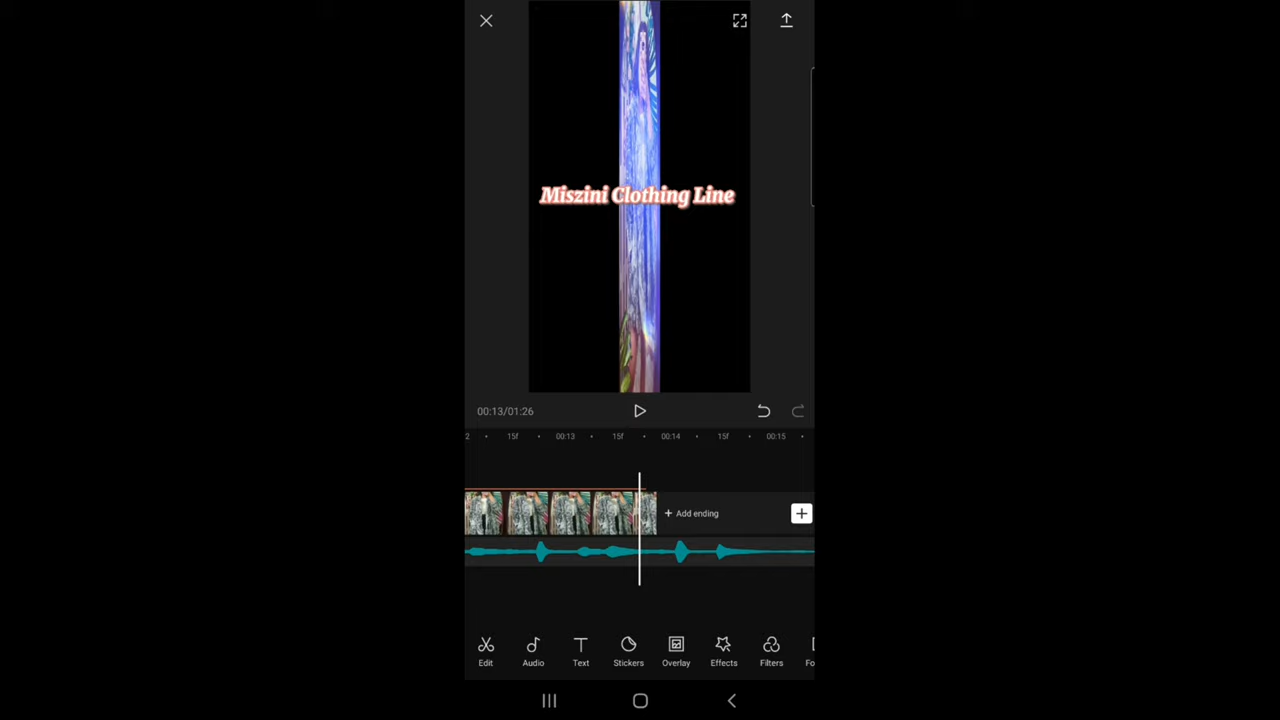 Miszini Clothing Line
00:13/01:26
2 15f 00:13 15f 00:14 15f 00:15
+ Add ending
Edit Audio Text Stickers Overlay Effects Filters Fo